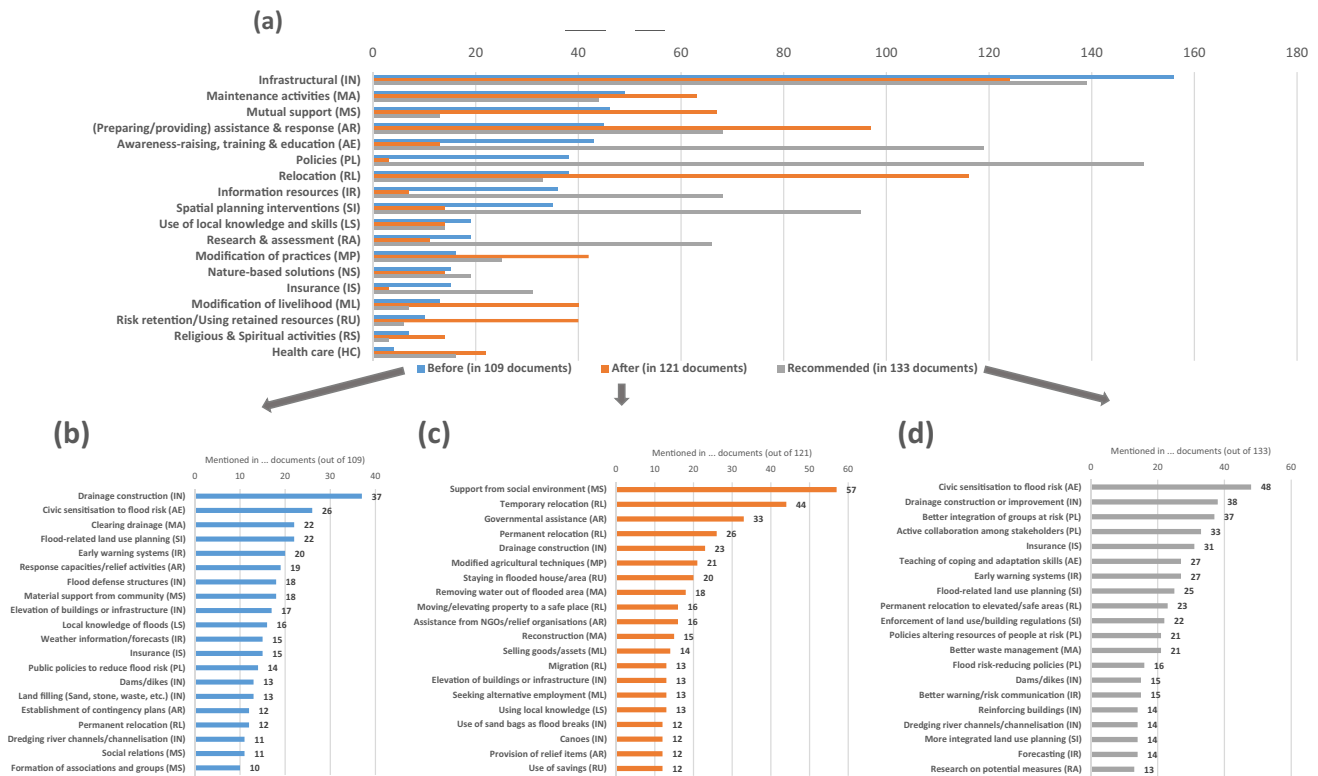 (a)
0 20 40 60 80 100 120 140 160 180
Infrastructural (IN)
Maintenance activities (MA)
Mutual support (MS)
(Preparing/providing) assistance & response (AR)
Awareness-raising, training & education (AE)
Policies (PL)
Relocation (RL)
Information resources (IR)
Spatial planning interventions (SI)
Use of local knowledge and skills (LS)
Research & assessment (RA)
Modification of practices (MP)
Nature-based solutions (NS)
Insurance (IS)
Modification of livelihood (ML)
Risk retention/Using retained resources (RU)
Religious & Spiritual activities (RS)
Health care (HC)
Before (in 109 documents) After (in 121 documents) Recommended (in 133 documents)
(b)
Mentioned in ... documents (out of 109)
0 10 20 30 40
Drainage construction (IN) 37
Civic sensitisation to flood risk (AE) 26
Clearing drainage (MA) 22
Flood-related land use planning (SI) 22
Early warning systems (IR) 20
Response capacities/relief activities (AR) 19
Flood defense structures (IN) 18
Material support from community (MS) 18
Elevation of buildings or infrastructure (IN) 17
Local knowledge of floods (LS) 16
Weather information/forecasts (IR) 15
Insurance (IS) 15
Public policies to reduce flood risk (PL) 14
Dams/dikes (IN) 13
Land filling (Sand, stone, waste, etc.) (IN) 13
Establishment of contingency plans (AR) 12
Permanent relocation (RL) 12
Dredging river channels/channelisation (IN) 11
Social relations (MS) 11
Formation of associations and groups (MS) 10
(c)
Mentioned in ... documents (out of 121)
0 10 20 30 40 50 60
Support from social environment (MS) 57
Temporary relocation (RL) 44
Governmental assistance (AR) 33
Permanent relocation (RL) 26
Drainage construction (IN) 23
Modified agricultural techniques (MP) 21
Staying in flooded house/area (RU) 20
Removing water out of flooded area (MA) 18
Moving/elevating property to a safe place (RL) 16
Assistance from NGOs/relief organisations (AR) 16
Reconstruction (MA) 15
Selling goods/assets (ML) 14
Migration (RL) 13
Elevation of buildings or infrastructure (IN) 13
Seeking alternative employment (ML) 13
Using local knowledge (LS) 13
Use of sand bags as flood breaks (IN) 12
Canoes (IN) 12
Provision of relief items (AR) 12
Use of savings (RU) 12
(d)
Mentioned in ... documents (out of 133)
0 20 40 60
Civic sensitisation to flood risk (AE) 48
Drainage construction or improvement (IN) 38
Better integration of groups at risk (PL) 37
Active collaboration among stakeholders (PL) 33
Insurance (IS) 31
Teaching of coping and adaptation skills (AE) 27
Early warning systems (IR) 27
Flood-related land use planning (SI) 25
Permanent relocation to elevated/safe areas (RL) 23
Enforcement of land use/building regulations (SI) 22
Policies altering resources of people at risk (PL) 21
Better waste management (MA) 21
Flood risk-reducing policies (PL) 16
Dams/dikes (IN) 15
Better warning/risk communication (IR) 15
Reinforcing buildings (IN) 14
Dredging river channels/channelisation (IN) 14
More integrated land use planning (SI) 14
Forecasting (IR) 14
Research on potential measures (RA) 13